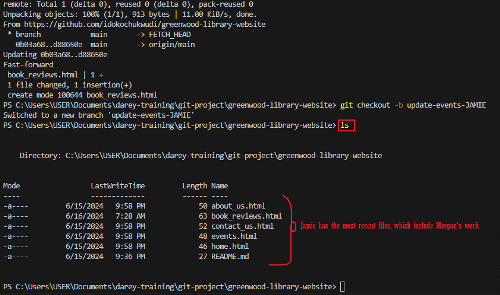 remote: Total 1 (delta 0), reused 0 (delta 0), pack-reused 0
Unpacking objects: 100% (1/1), 913 bytes | 11.00 KiB/s, done.
From https://github.com/idokochukwudi/greenwood-library-website
* branch main -> FETCH_HEAD
0b03a68..d88650e main -> origin/main
Updating 0b03a68..d88650e
Fast-forward
book_reviews.html | 1 +
1 file changed, 1 insertion(+)
create mode 100644 book_reviews.html
PS C:\Users\USER\Documents\darey-training\git-project\greenwood-library-website> git checkout -b update-events-JAMIE
Switched to a new branch 'update-events-JAMIE'
PS C:\Users\USER\Documents\darey-training\git-project\greenwood-library-website> ls
Directory: C:\Users\USER\Documents\darey-training\git-project\greenwood-library-website
Mode LastWriteTime Length Name
---- ------------- ------ ----
-a---- 6/15/2024 9:58 PM 50 about_us.html
-a---- 6/16/2024 7:28 AM 63 book_reviews.html
-a---- 6/15/2024 9:58 PM 52 contact_us.html
-a---- 6/15/2024 9:58 PM 48 events.html
-a---- 6/15/2024 9:58 PM 46 home.html
-a---- 6/15/2024 9:36 PM 27 README.md
Jamie has the most recent files, which include Morgan's work.
PS C:\Users\USER\Documents\darey-training\git-project\greenwood-library-website>